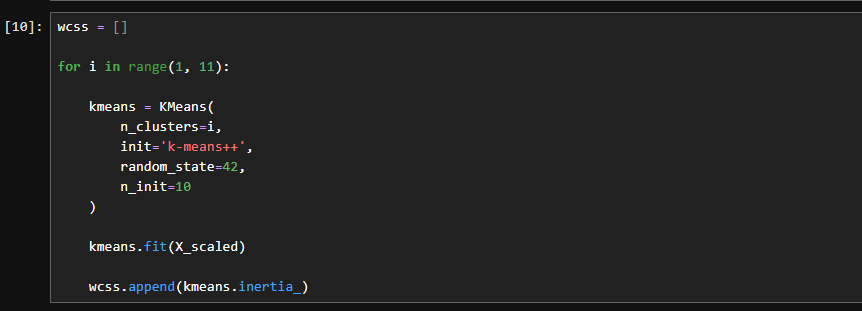 [10]: wcss = []
for i in range(1, 11):
    kmeans = KMeans(
        n_clusters=i,
        init='k-means++',
        random_state=42,
        n_init=10
    )
    kmeans.fit(X_scaled)
    wcss.append(kmeans.inertia_)